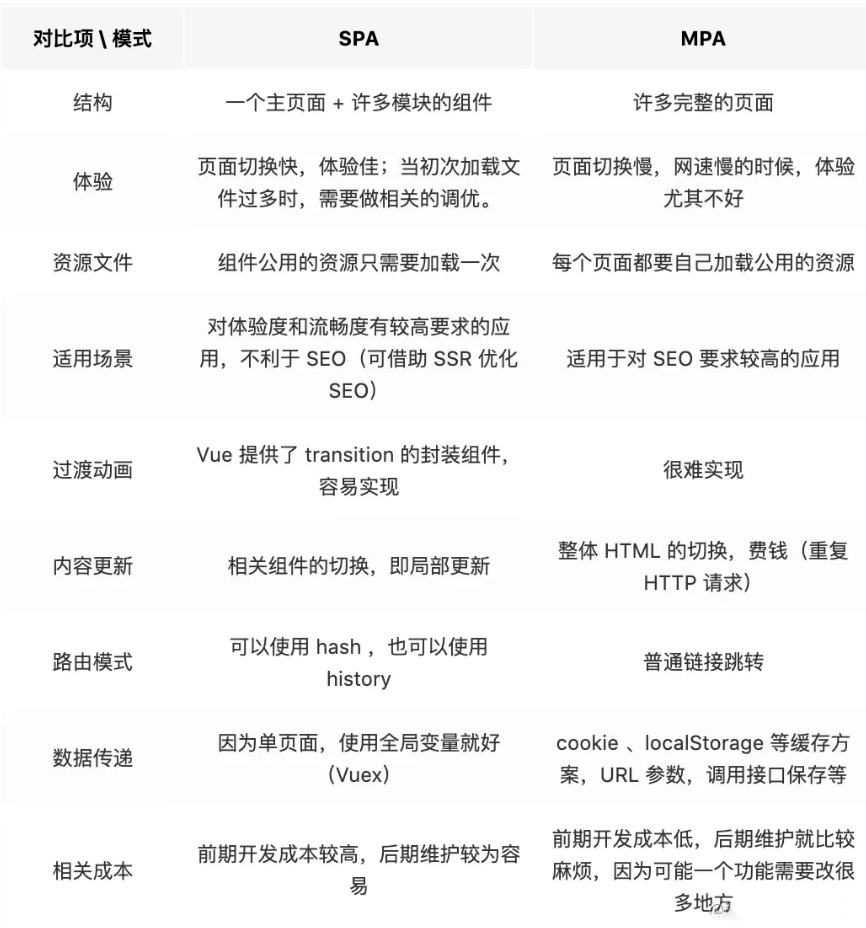 对比项 \ 模式 SPA MPA
结构 一个主页面 + 许多模块的组件 许多完整的页面
体验 页面切换快，体验佳；当初次加载文
件过多时，需要做相关的调优。
页面切换慢，网速慢的时候，体验
尤其不好
资源文件 组件公用的资源只需要加载一次 每个页面都要自己加载公用的资源
适用场景 对体验度和流畅度有较高要求的应
用，不利于 SEO（可借助 SSR 优化
SEO）
适用于对 SEO 要求较高的应用
过渡动画 Vue 提供了 transition 的封装组件，
容易实现
很难实现
内容更新 相关组件的切换，即局部更新
整体 HTML 的切换，费钱（重复
HTTP 请求）
路由模式 可以使用 hash ，也可以使用
history
普通链接跳转
数据传递 因为单页面，使用全局变量就好
（Vuex）
cookie 、localStorage 等缓存方
案，URL 参数，调用接口保存等
相关成本 前期开发成本较高，后期维护较为容
易
前期开发成本低，后期维护就比较
麻烦，因为可能一个功能需要改很
多地方